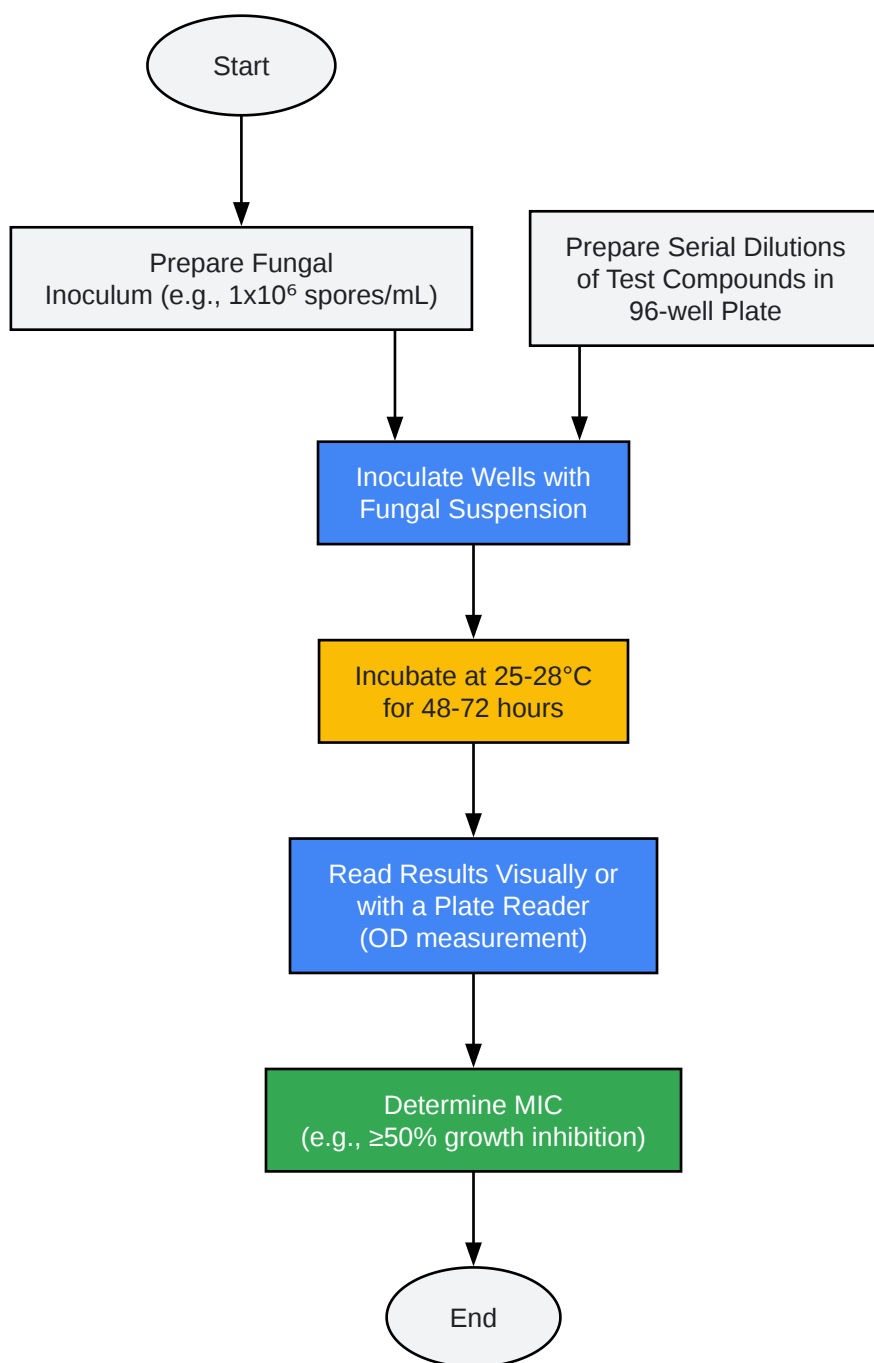 Start
Prepare Fungal
Inoculum (e.g., 1x10⁶ spores/mL)
Prepare Serial Dilutions
of Test Compounds in
96-well Plate
Inoculate Wells with
Fungal Suspension
Incubate at 25-28°C
for 48-72 hours
Read Results Visually or
with a Plate Reader
(OD measurement)
Determine MIC
(e.g., ≥50% growth inhibition)
End